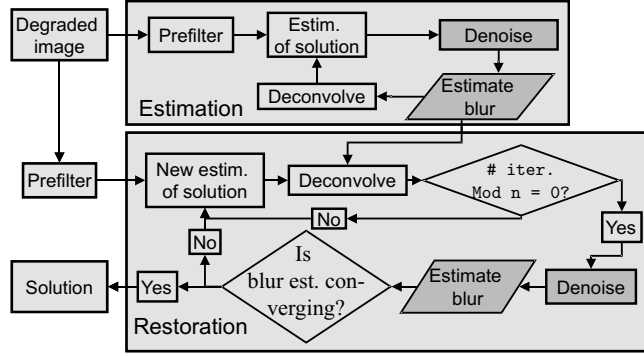 Degraded
image
Prefilter
Estim.
of solution
Denoise
Estimate
blur
Deconvolve
Estimation
Prefilter
New estim.
of solution
Deconvolve
# iter.
Mod n = 0?
No
Yes
No
Is
blur est. con-
verging?
Estimate
blur
Denoise
Yes
Solution
Restoration